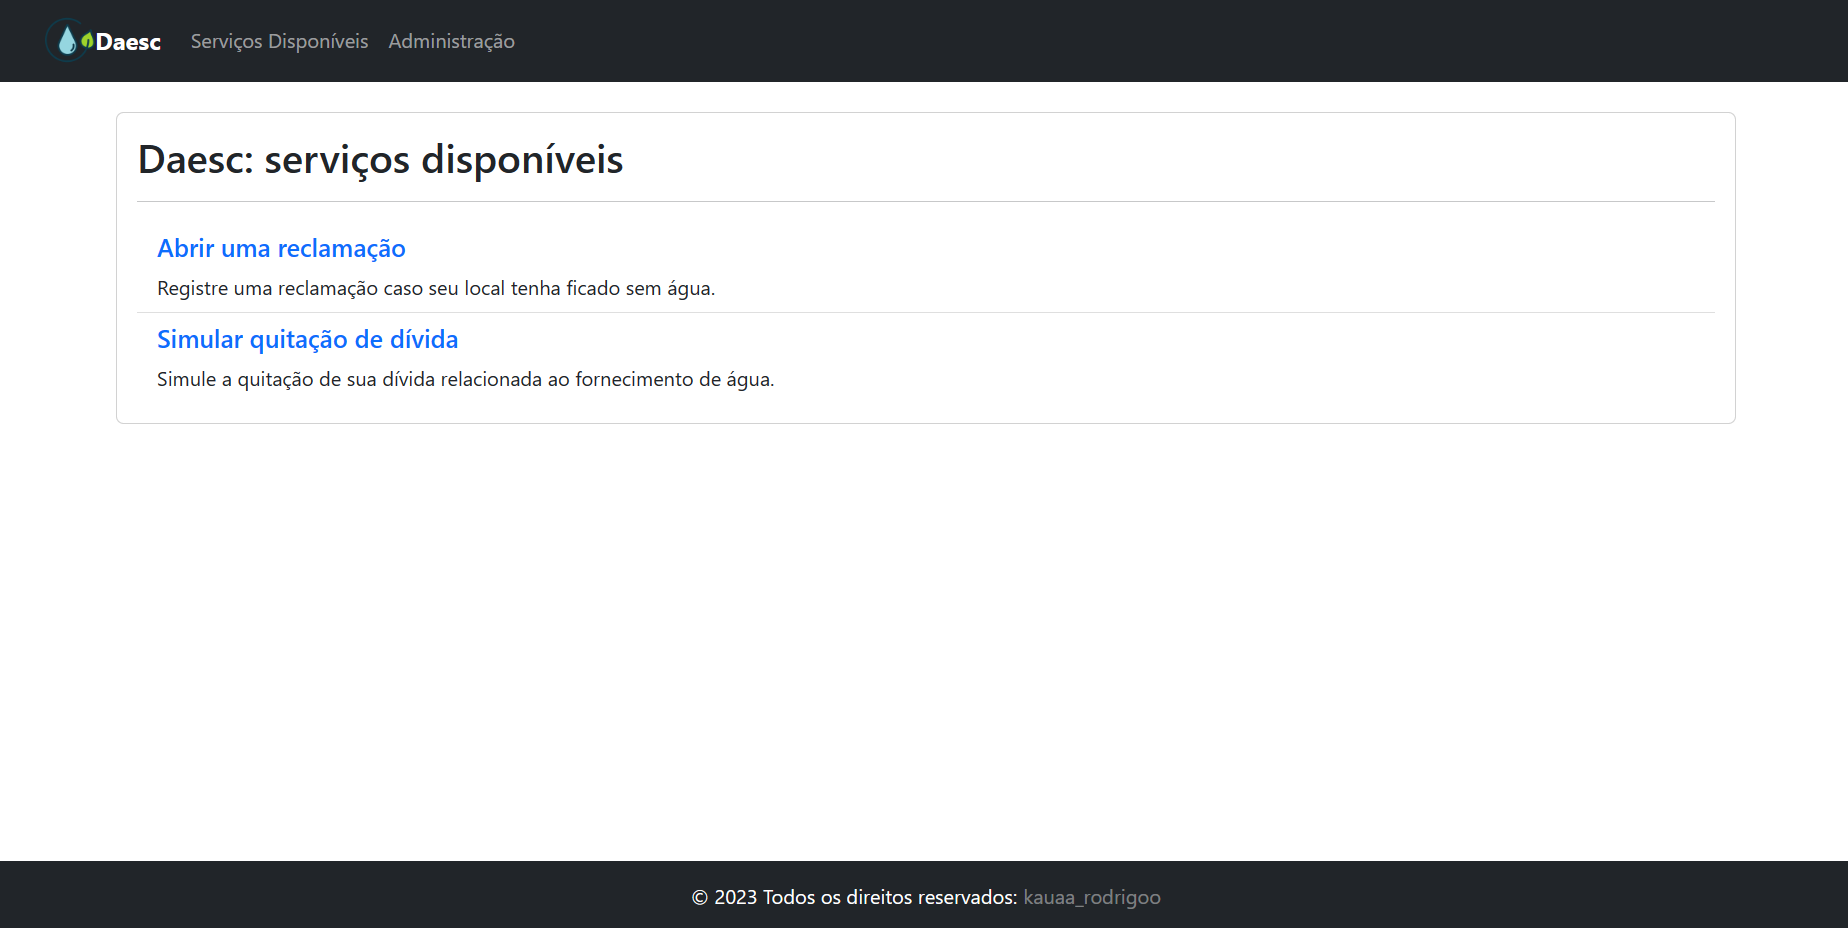 Daesc Serviços Disponíveis Administração
Daesc: serviços disponíveis
Abrir uma reclamação
Registre uma reclamação caso seu local tenha ficado sem água.
Simular quitação de dívida
Simule a quitação de sua dívida relacionada ao fornecimento de água.
© 2023 Todos os direitos reservados: kauaa_rodrigoo